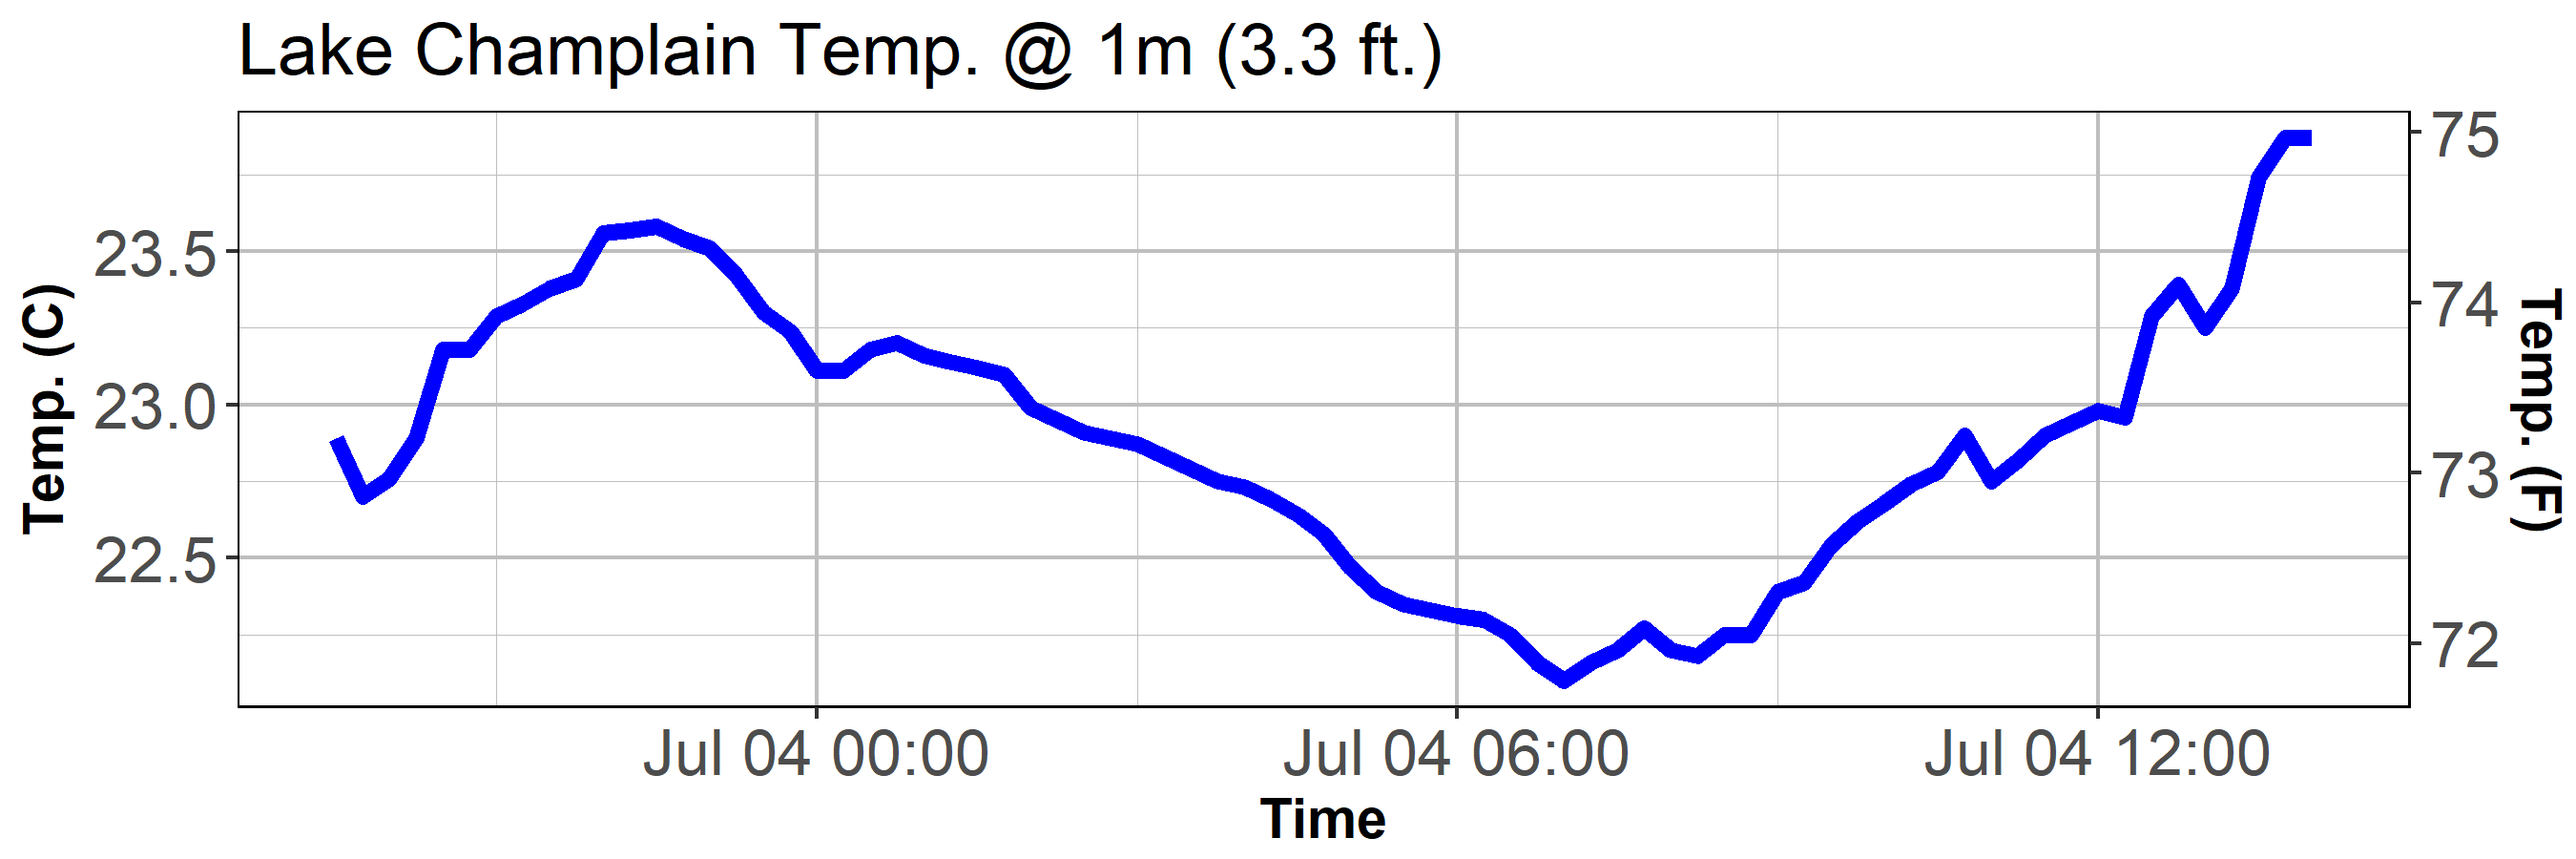 Lake Champlain Temp. @ 1m (3.3 ft.)
Temp. (C)
23.5
23.0
22.5
75
74
73
72
Temp. (F)
Jul 04 00:00
Jul 04 06:00
Jul 04 12:00
Time